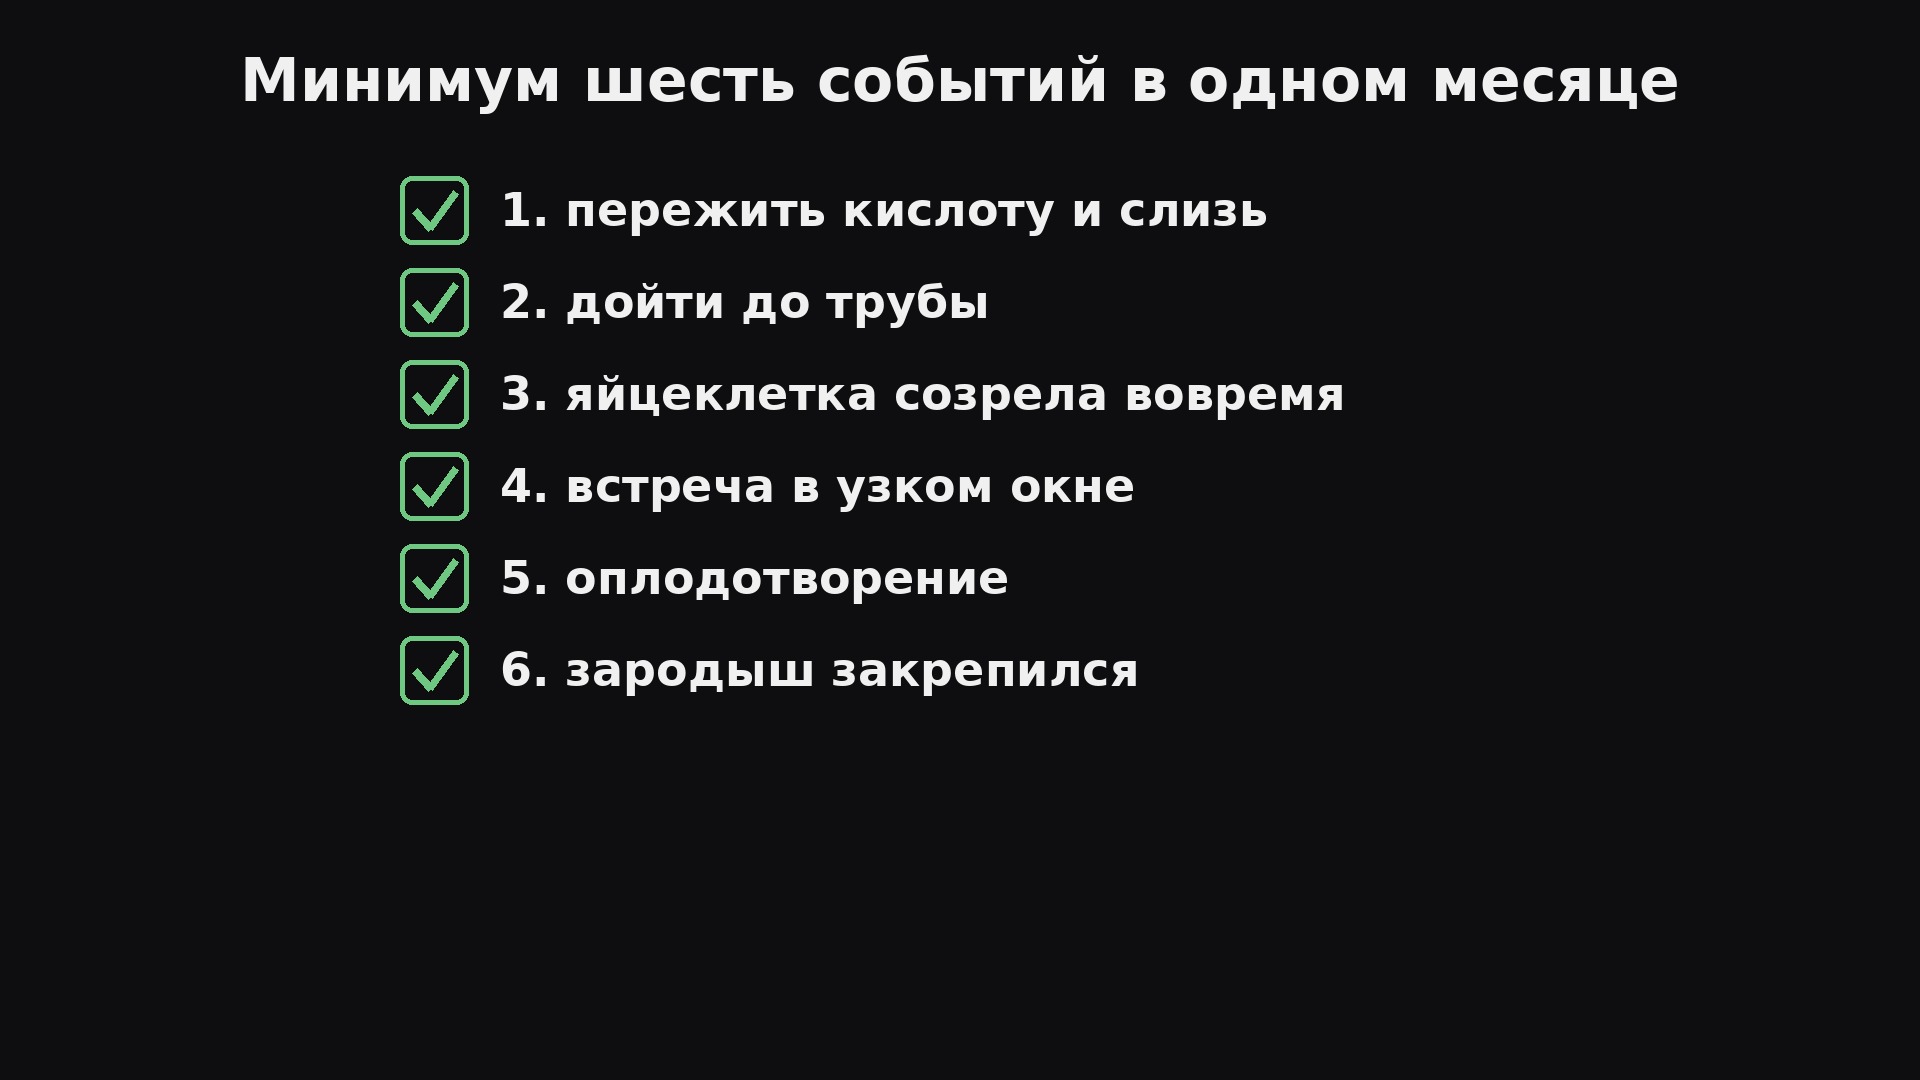 Минимум шесть событий в одном месяце
1. пережить кислоту и слизь
2. дойти до трубы
3. яйцеклетка созрела вовремя
4. встреча в узком окне
5. оплодотворение
6. зародыш закрепился